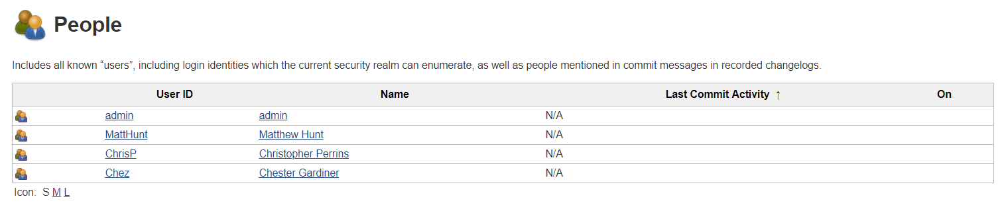 People
Includes all known “users”, including login identities which the current security realm can enumerate, as well as people mentioned in commit messages in recorded changelogs.
User ID Name Last Commit Activity ↑ On
admin admin N/A
MattHunt Matthew Hunt N/A
ChrisP Christopher Perrins N/A
Chez Chester Gardiner N/A
Icon: S M L